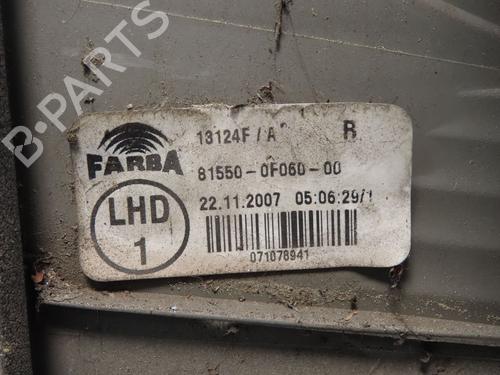 B-PARTS
FARBA
13124F / A R
81550-0F060-00
22.11.2007 05:06:29/1
LHD
1
071078941